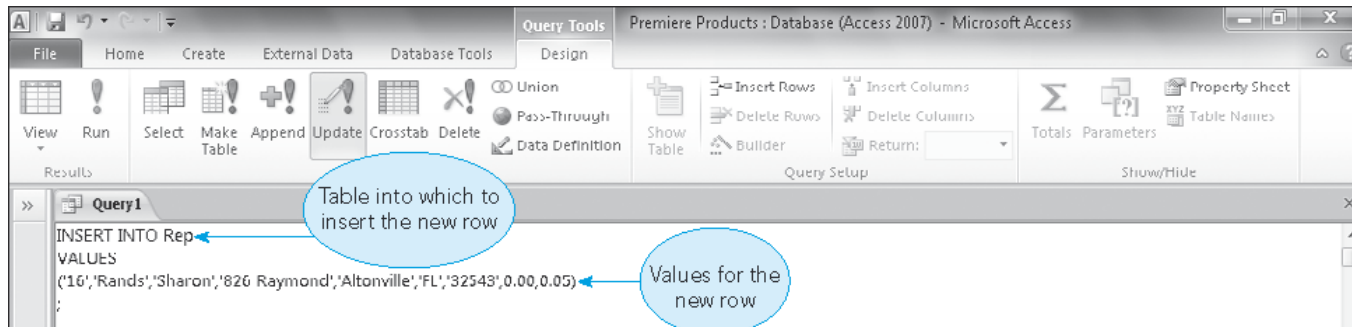 A
Query Tools
Premiere Products : Database (Access 2007) - Microsoft Access
File Home Create External Data Database Tools Design
View
Run
Select
Make Table
Append
Update
Crosstab
Delete
Union
Pass-Through
Data Definition
Show Table
Insert Rows
Delete Rows
Builder
Insert Columns
Delete Columns
Return:
Totals
Parameters
Property Sheet
XYZ Table Names
Results
Query Setup
Show/Hide
Query1
Table into which to
insert the new row
INSERT INTO Rep
VALUES
('16','Rands','Sharon','826 Raymond','Altonville','FL','32543',0.00,0.05)
;
Values for the
new row